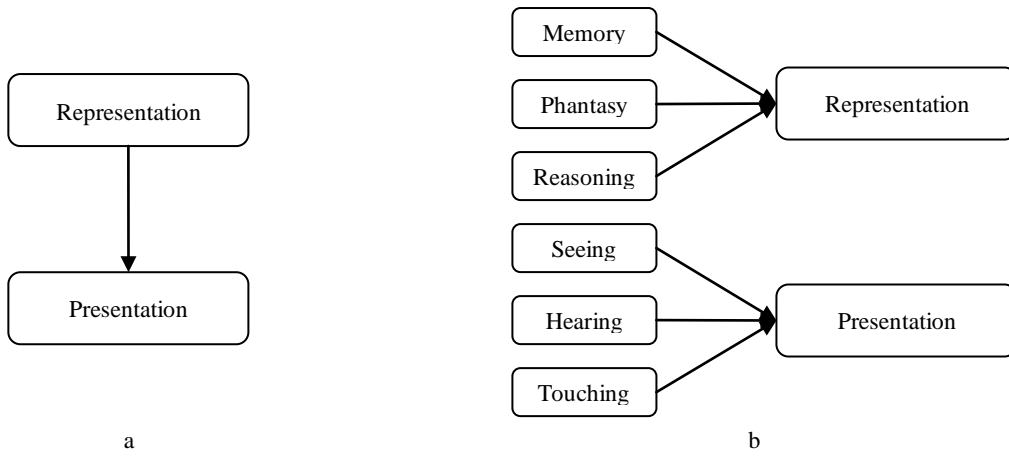 Representation
Presentation
a
Memory
Phantasy
Reasoning
Representation
Seeing
Hearing
Touching
Presentation
b